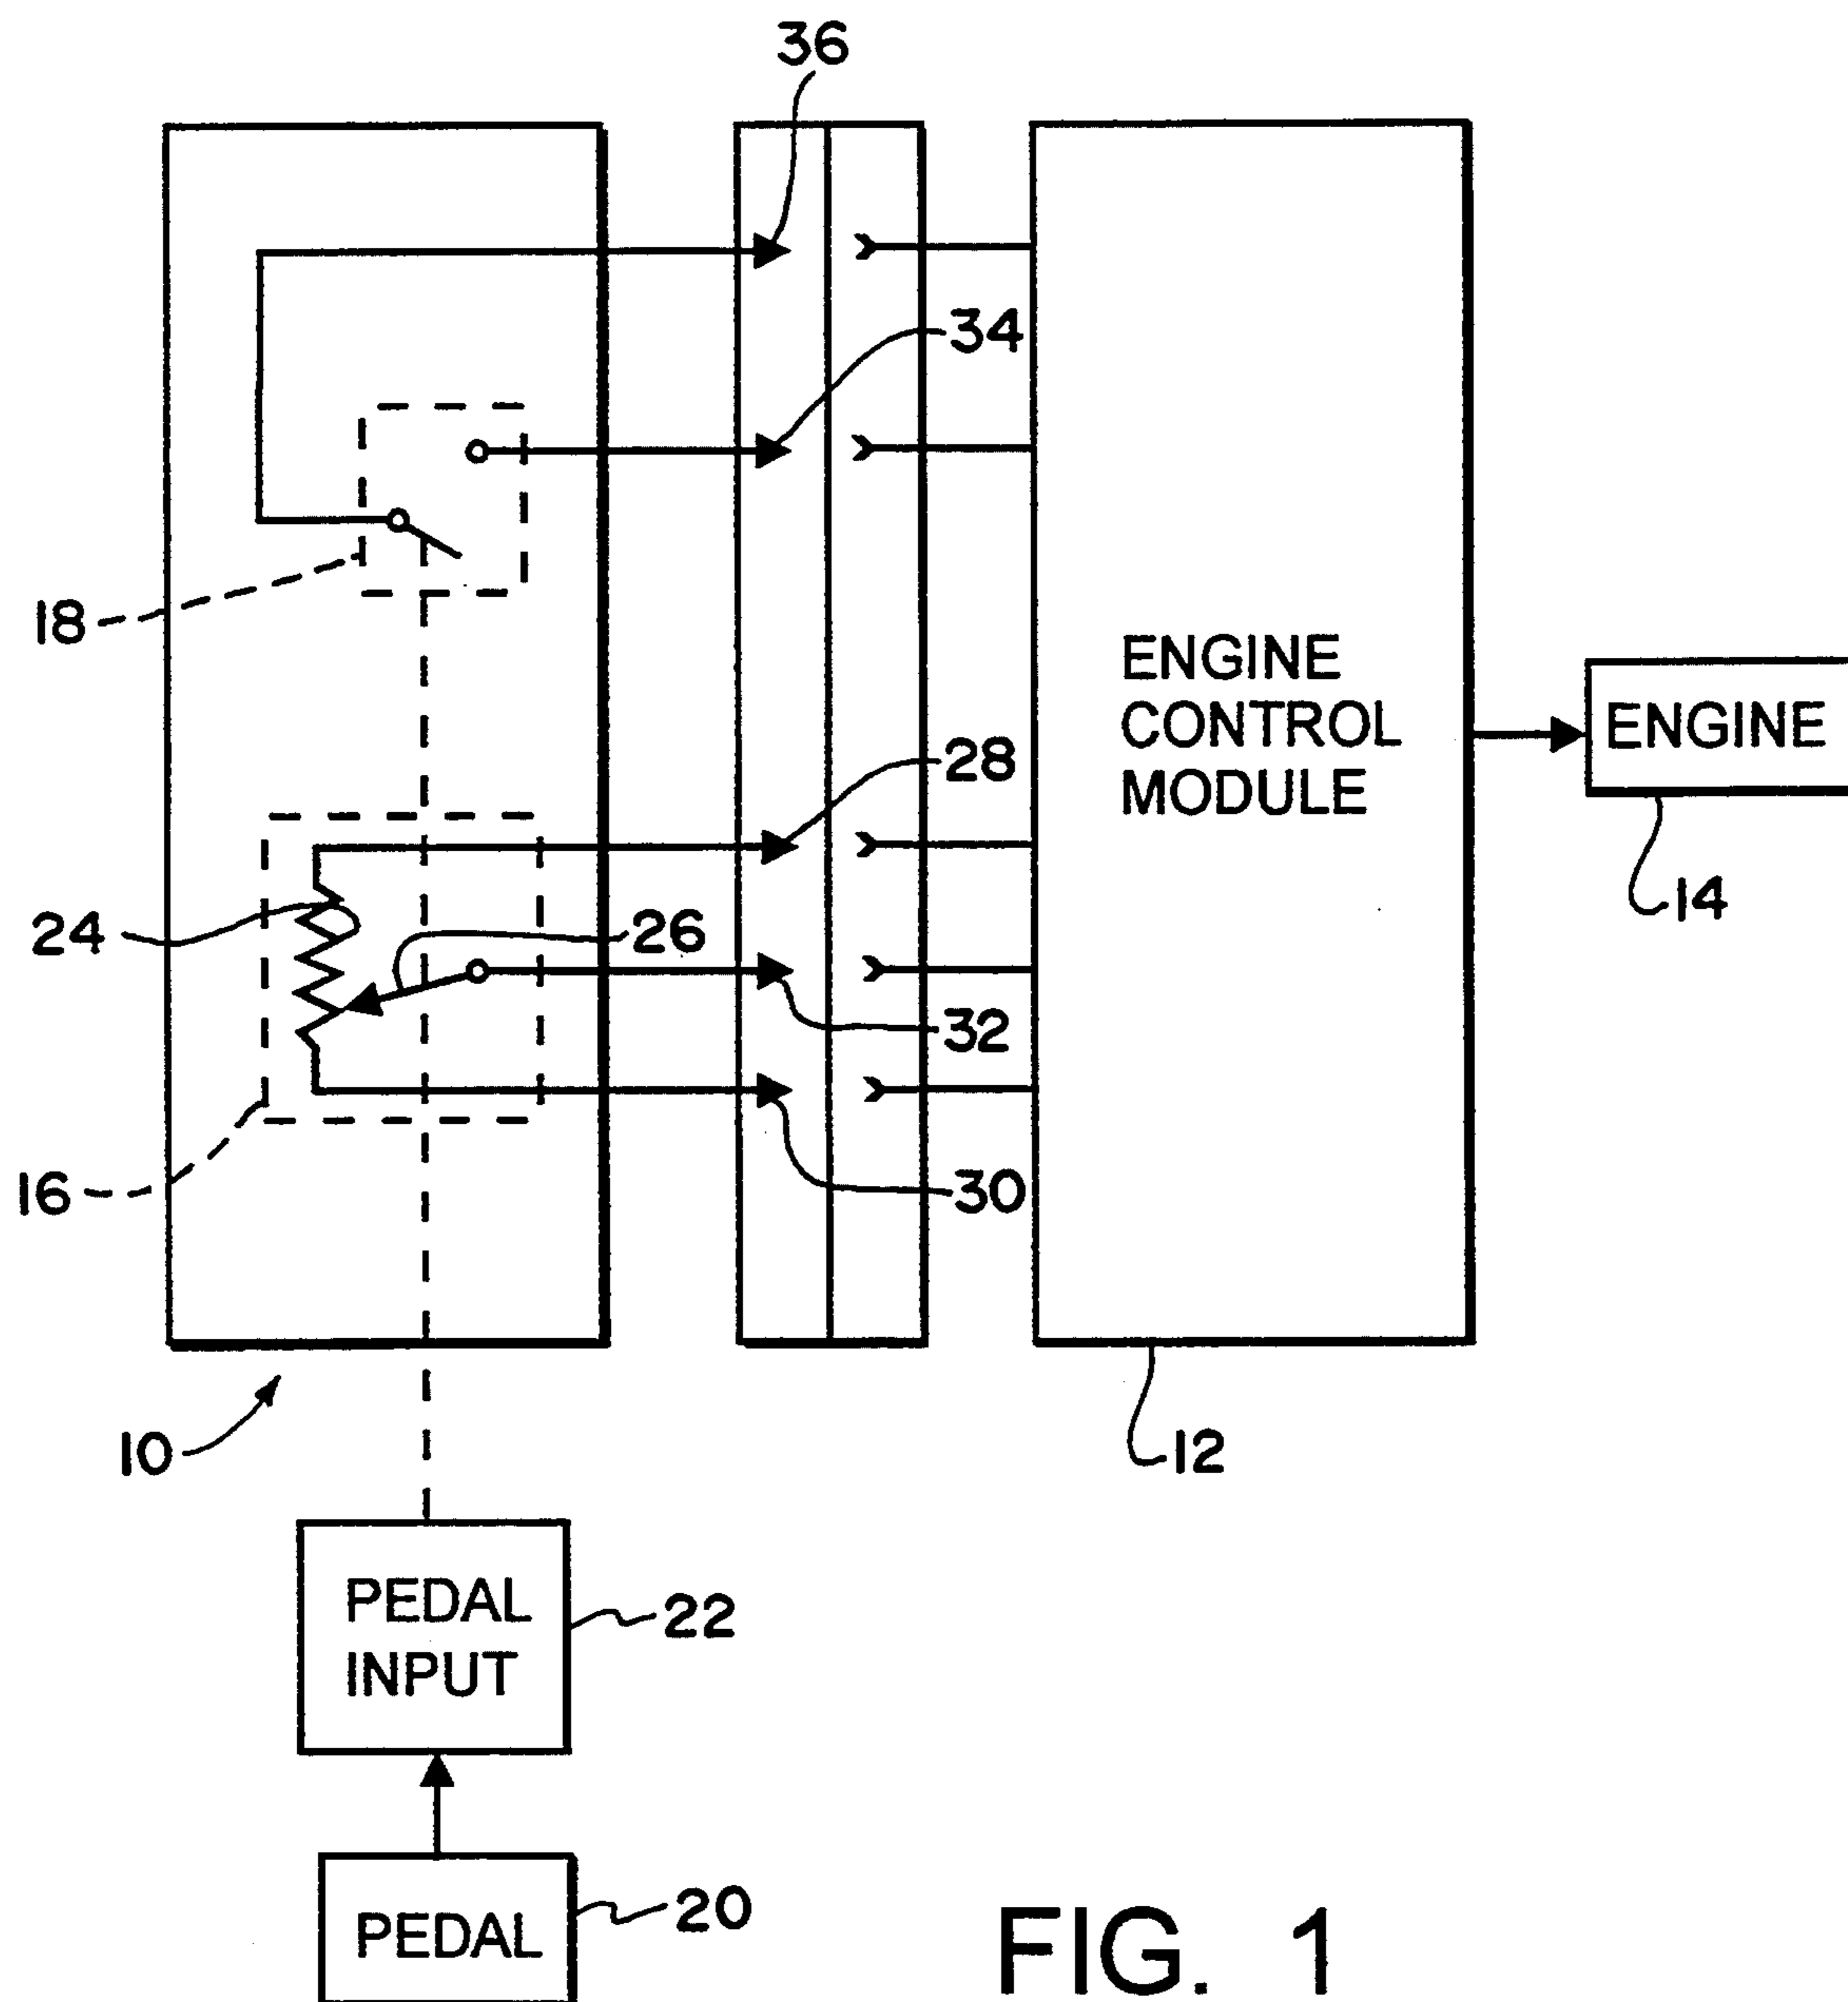 36
34
18
ENGINE
CONTROL
MODULE
ENGINE
28
14
24
26
32
16
30
10
12
PEDAL
INPUT
22
PEDAL
20
FIG. 1